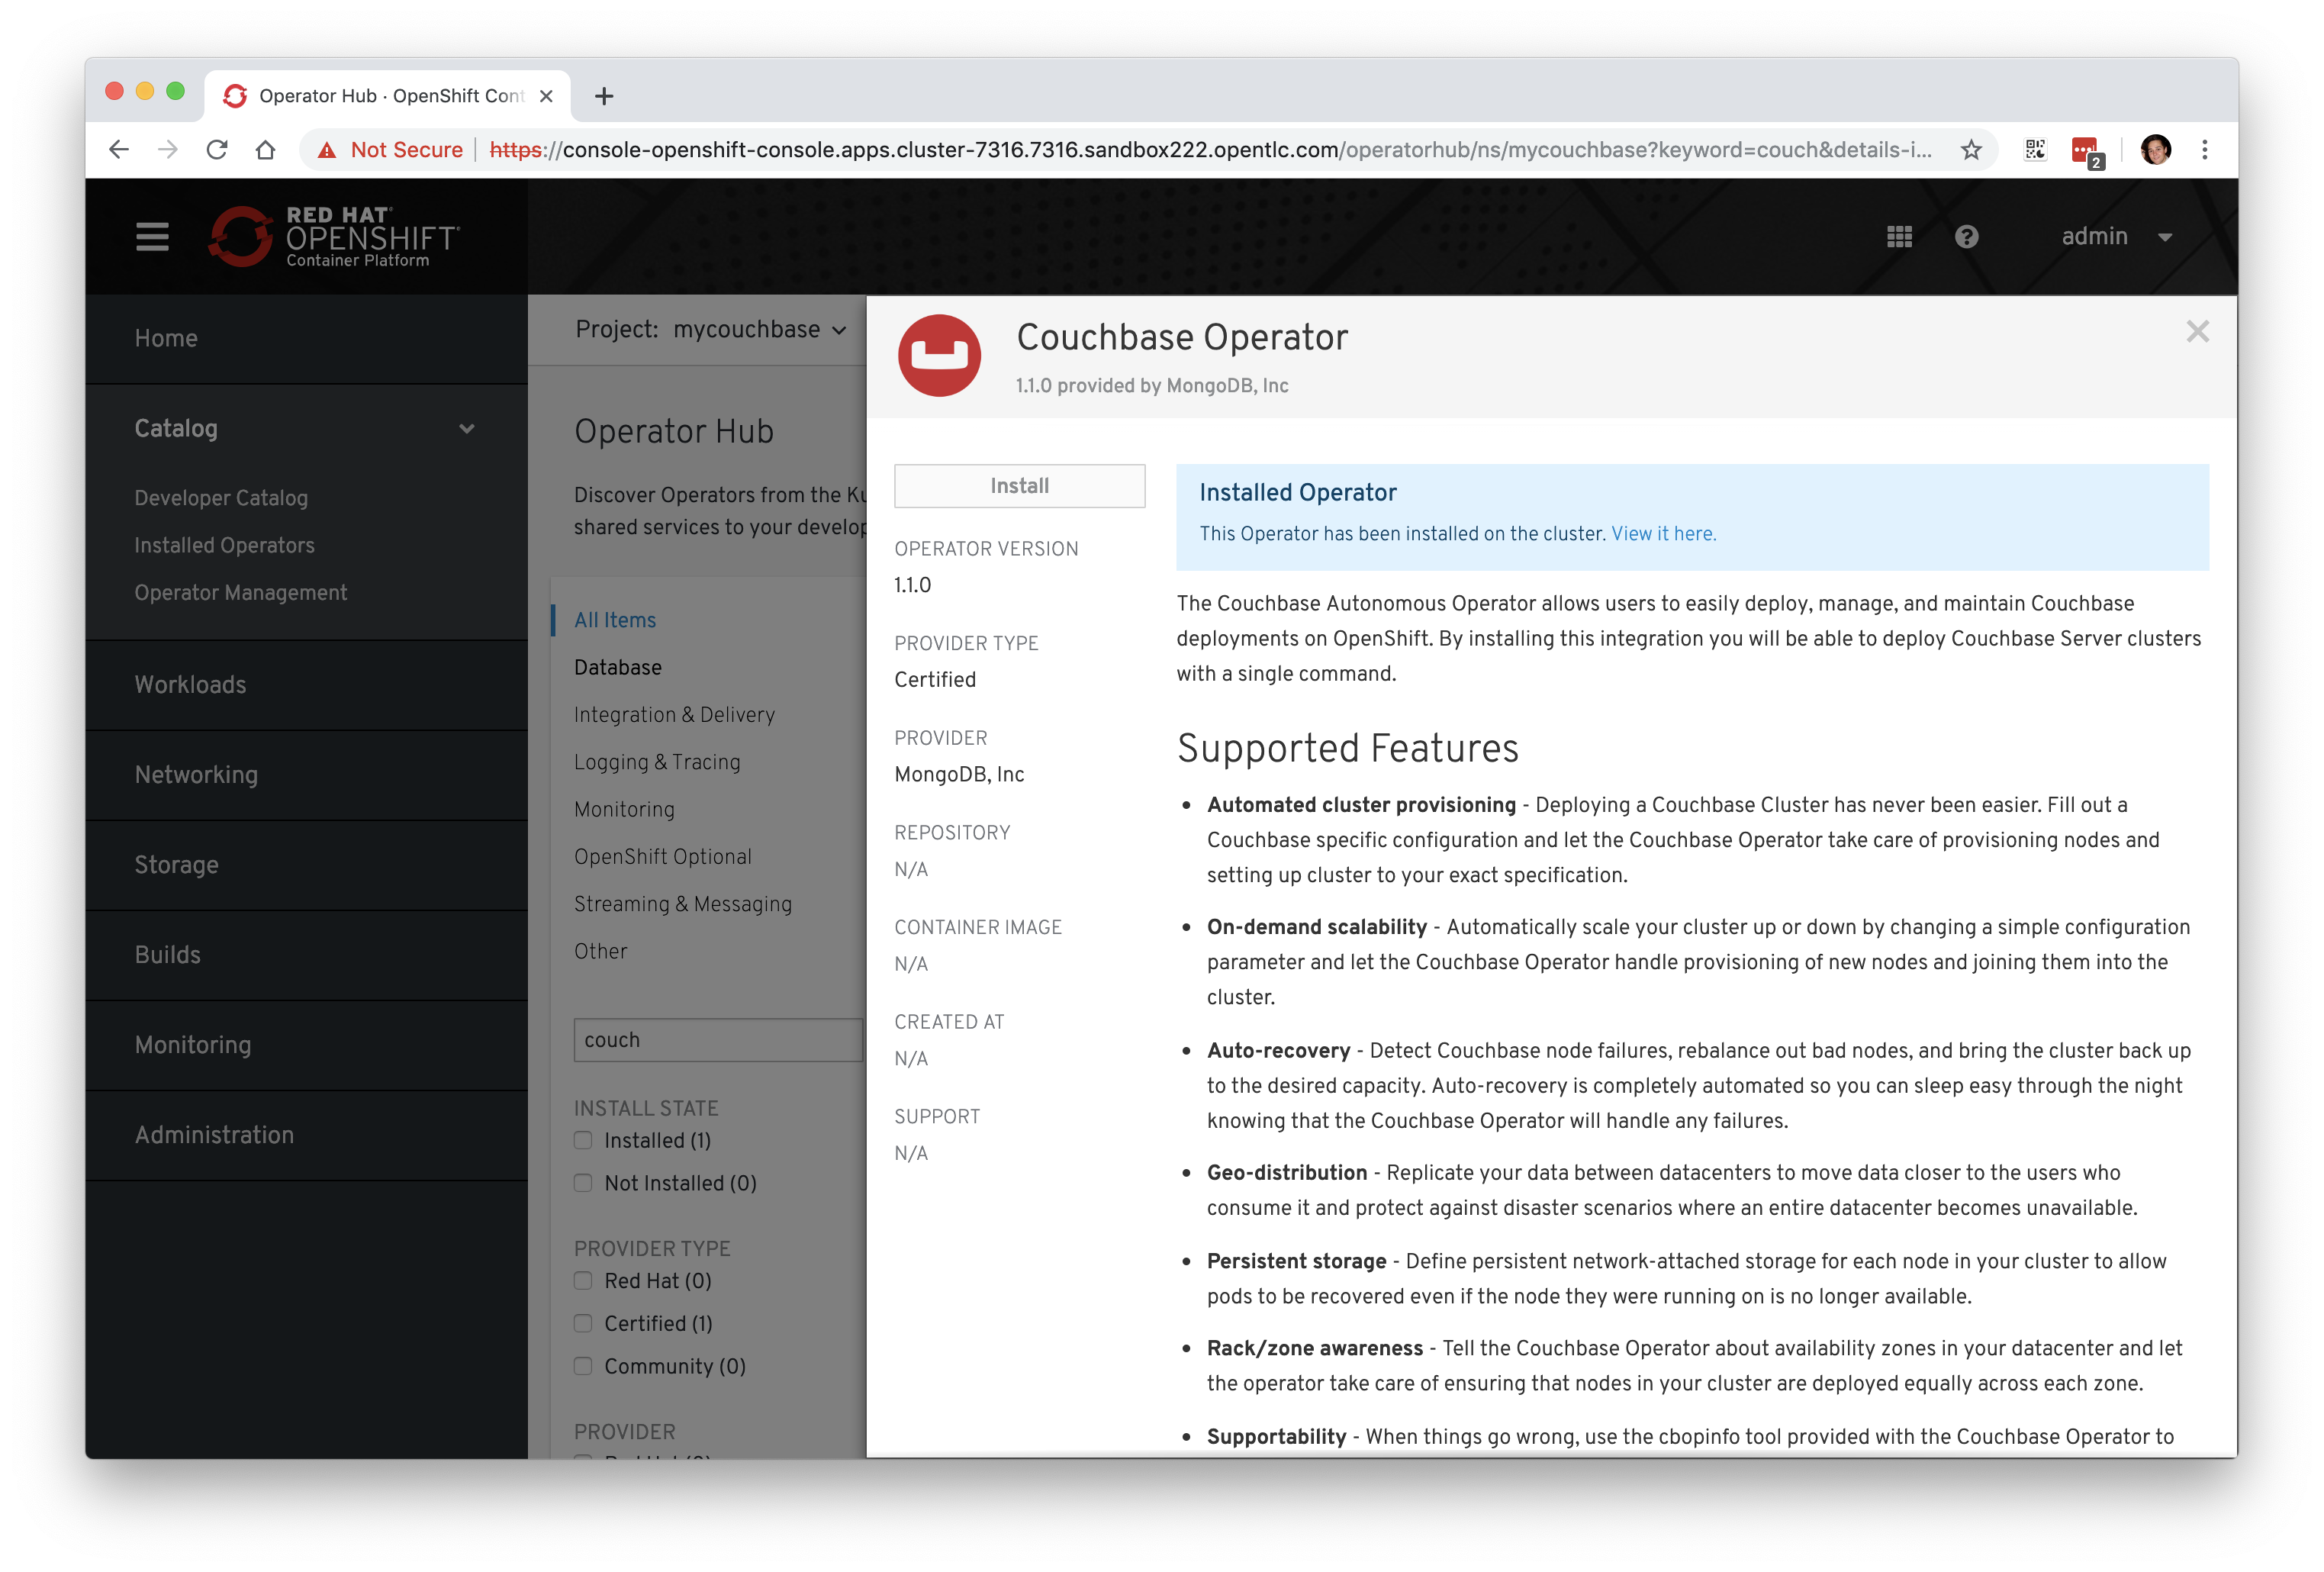 Operator Hub · OpenShift Cont
Not Secure
https://console-openshift-console.apps.cluster-7316.7316.sandbox222.opentlc.com/operatorhub/ns/mycouchbase?keyword=couch&details-i...
2
RED HAT®
OPENSHIFT®
Container Platform
admin
Home
Catalog
Developer Catalog
Installed Operators
Operator Management
Workloads
Networking
Storage
Builds
Monitoring
Administration
Project: mycouchbase
Operator Hub
Discover Operators from the Ku
shared services to your develop
All Items
Database
Integration & Delivery
Logging & Tracing
Monitoring
OpenShift Optional
Streaming & Messaging
Other
couch
INSTALL STATE
Installed (1)
Not Installed (0)
PROVIDER TYPE
Red Hat (0)
Certified (1)
Community (0)
PROVIDER
Couchbase Operator
1.1.0 provided by MongoDB, Inc
Install
OPERATOR VERSION
1.1.0
PROVIDER TYPE
Certified
PROVIDER
MongoDB, Inc
REPOSITORY
N/A
CONTAINER IMAGE
N/A
CREATED AT
N/A
SUPPORT
N/A
Installed Operator
This Operator has been installed on the cluster. View it here.
The Couchbase Autonomous Operator allows users to easily deploy, manage, and maintain Couchbase
deployments on OpenShift. By installing this integration you will be able to deploy Couchbase Server clusters
with a single command.
Supported Features
• Automated cluster provisioning - Deploying a Couchbase Cluster has never been easier. Fill out a
Couchbase specific configuration and let the Couchbase Operator take care of provisioning nodes and
setting up cluster to your exact specification.
• On-demand scalability - Automatically scale your cluster up or down by changing a simple configuration
parameter and let the Couchbase Operator handle provisioning of new nodes and joining them into the
cluster.
• Auto-recovery - Detect Couchbase node failures, rebalance out bad nodes, and bring the cluster back up
to the desired capacity. Auto-recovery is completely automated so you can sleep easy through the night
knowing that the Couchbase Operator will handle any failures.
• Geo-distribution - Replicate your data between datacenters to move data closer to the users who
consume it and protect against disaster scenarios where an entire datacenter becomes unavailable.
• Persistent storage - Define persistent network-attached storage for each node in your cluster to allow
pods to be recovered even if the node they were running on is no longer available.
• Rack/zone awareness - Tell the Couchbase Operator about availability zones in your datacenter and let
the operator take care of ensuring that nodes in your cluster are deployed equally across each zone.
• Supportability - When things go wrong, use the cbopinfo tool provided with the Couchbase Operator to